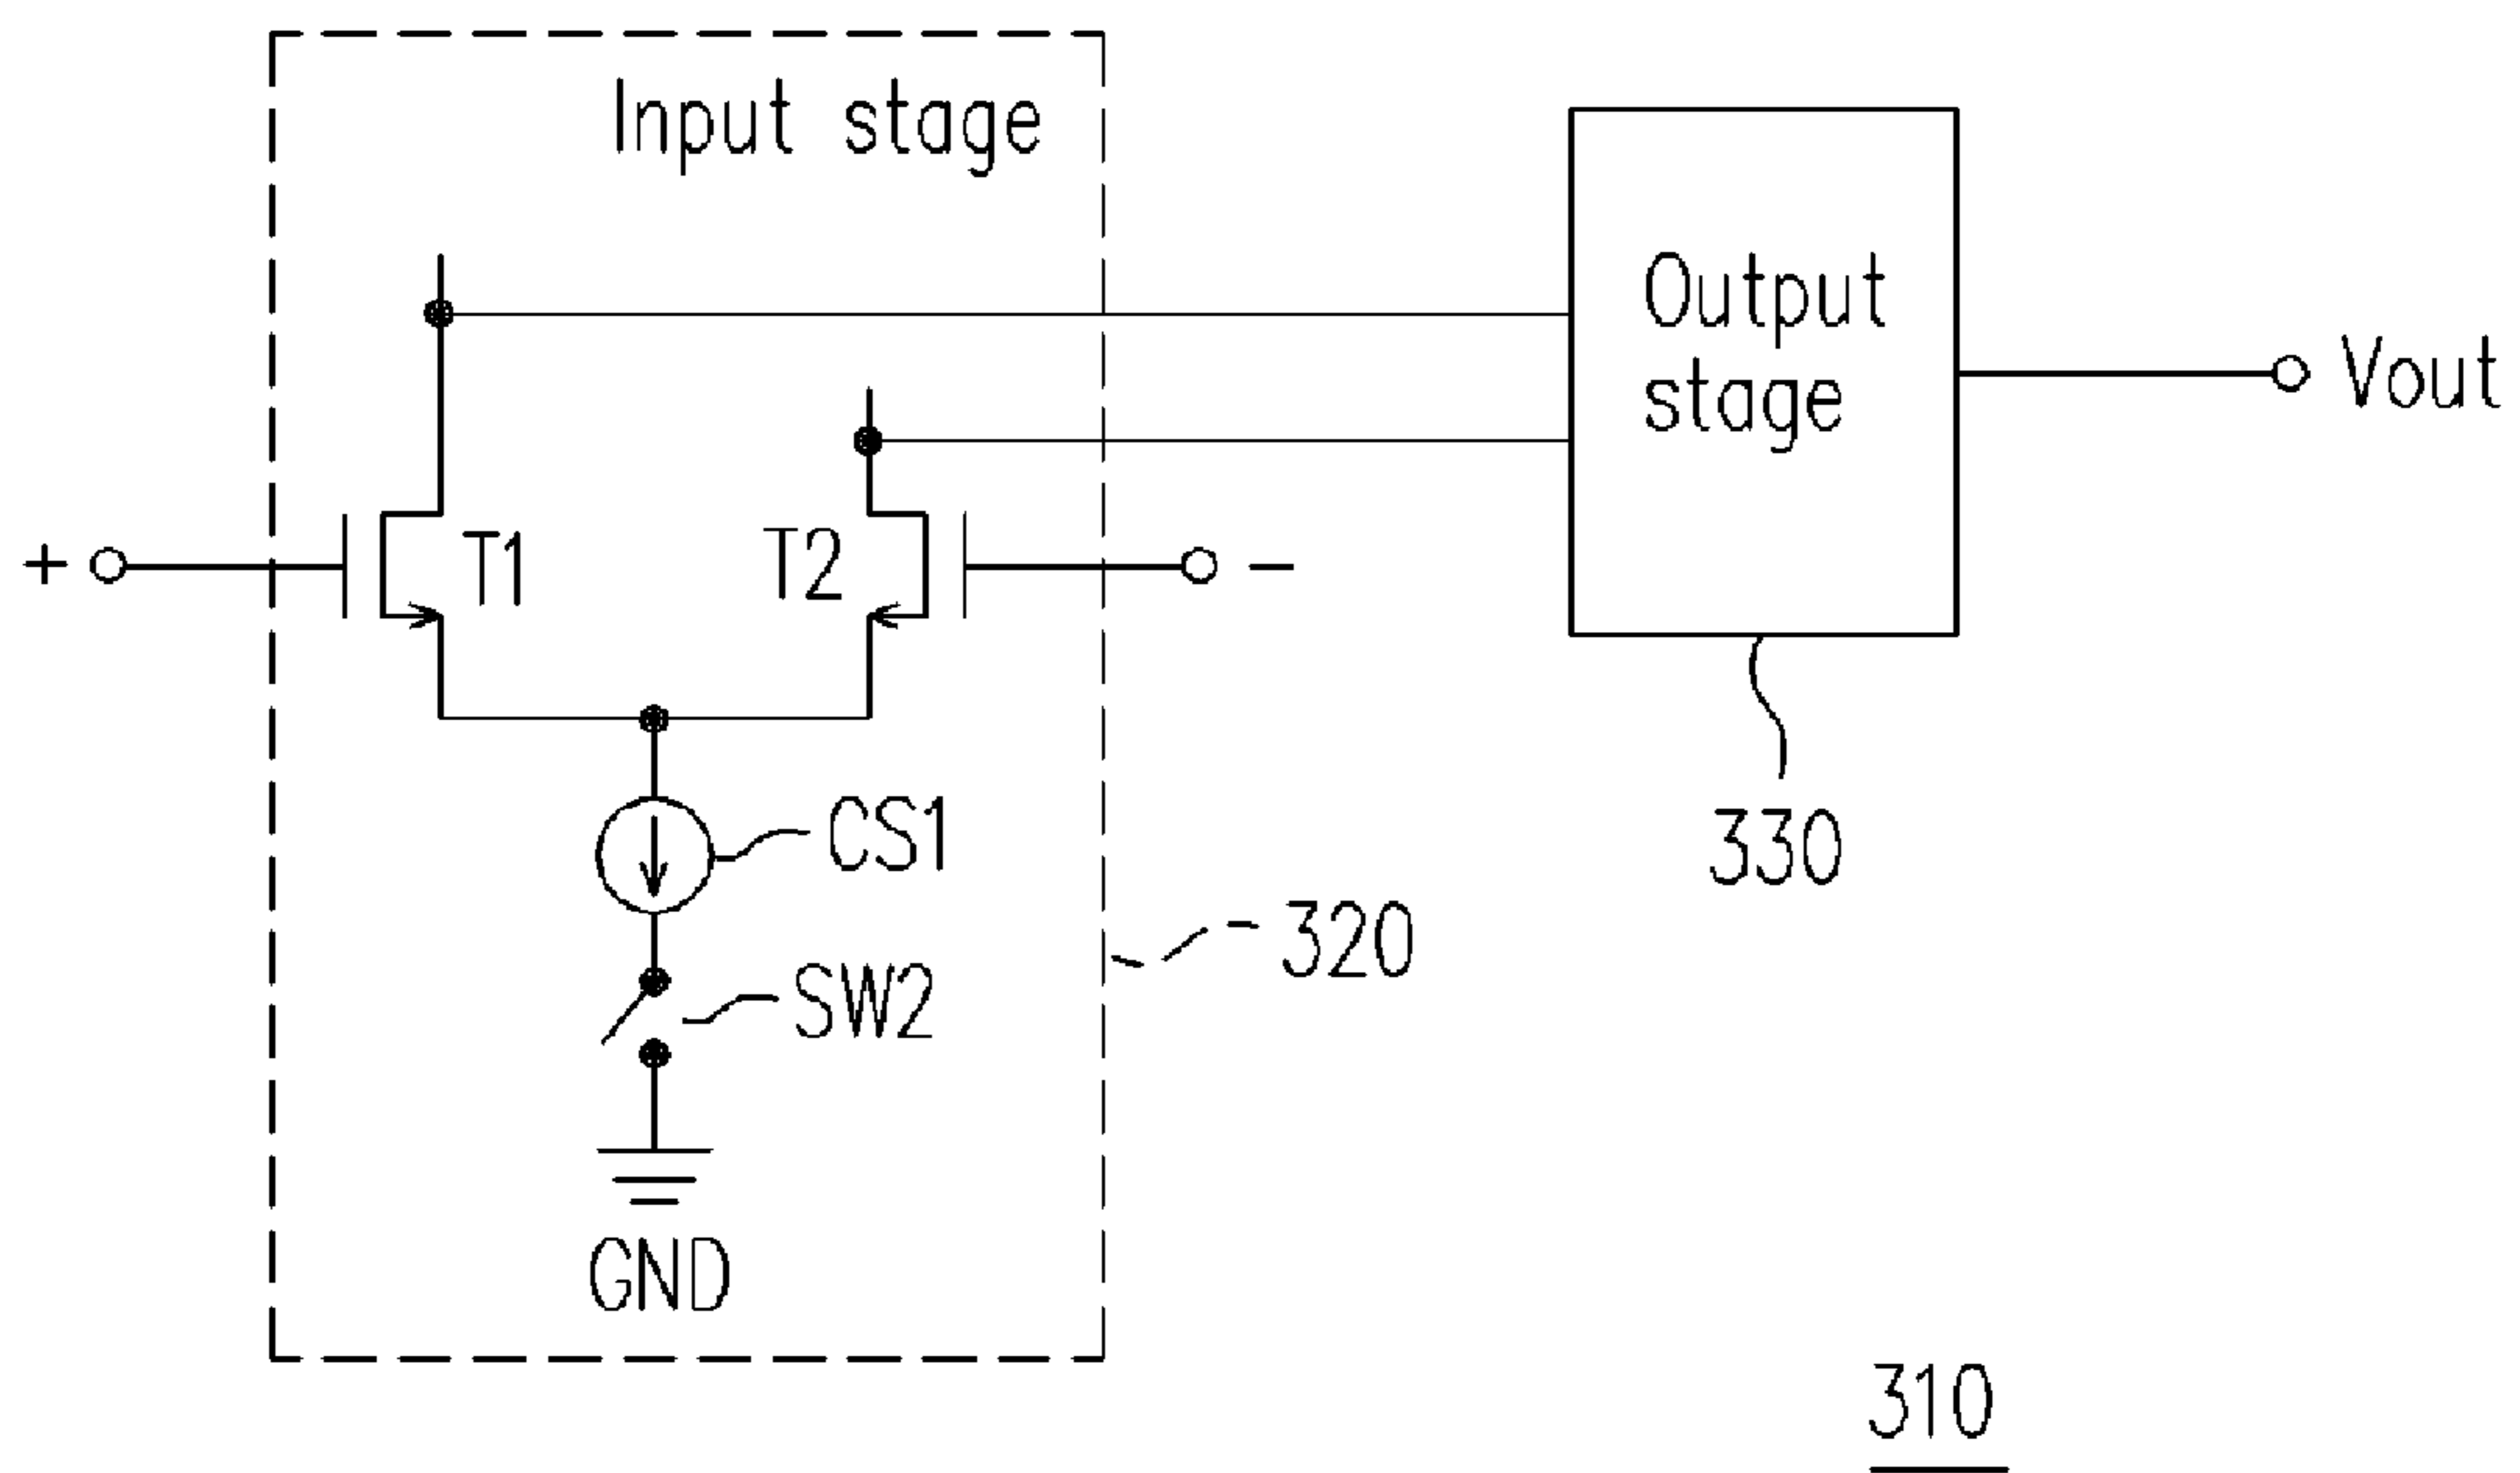 Input stage
Output
stage
Vout
+
T1
T2
−
CS1
330
320
SW2
GND
310